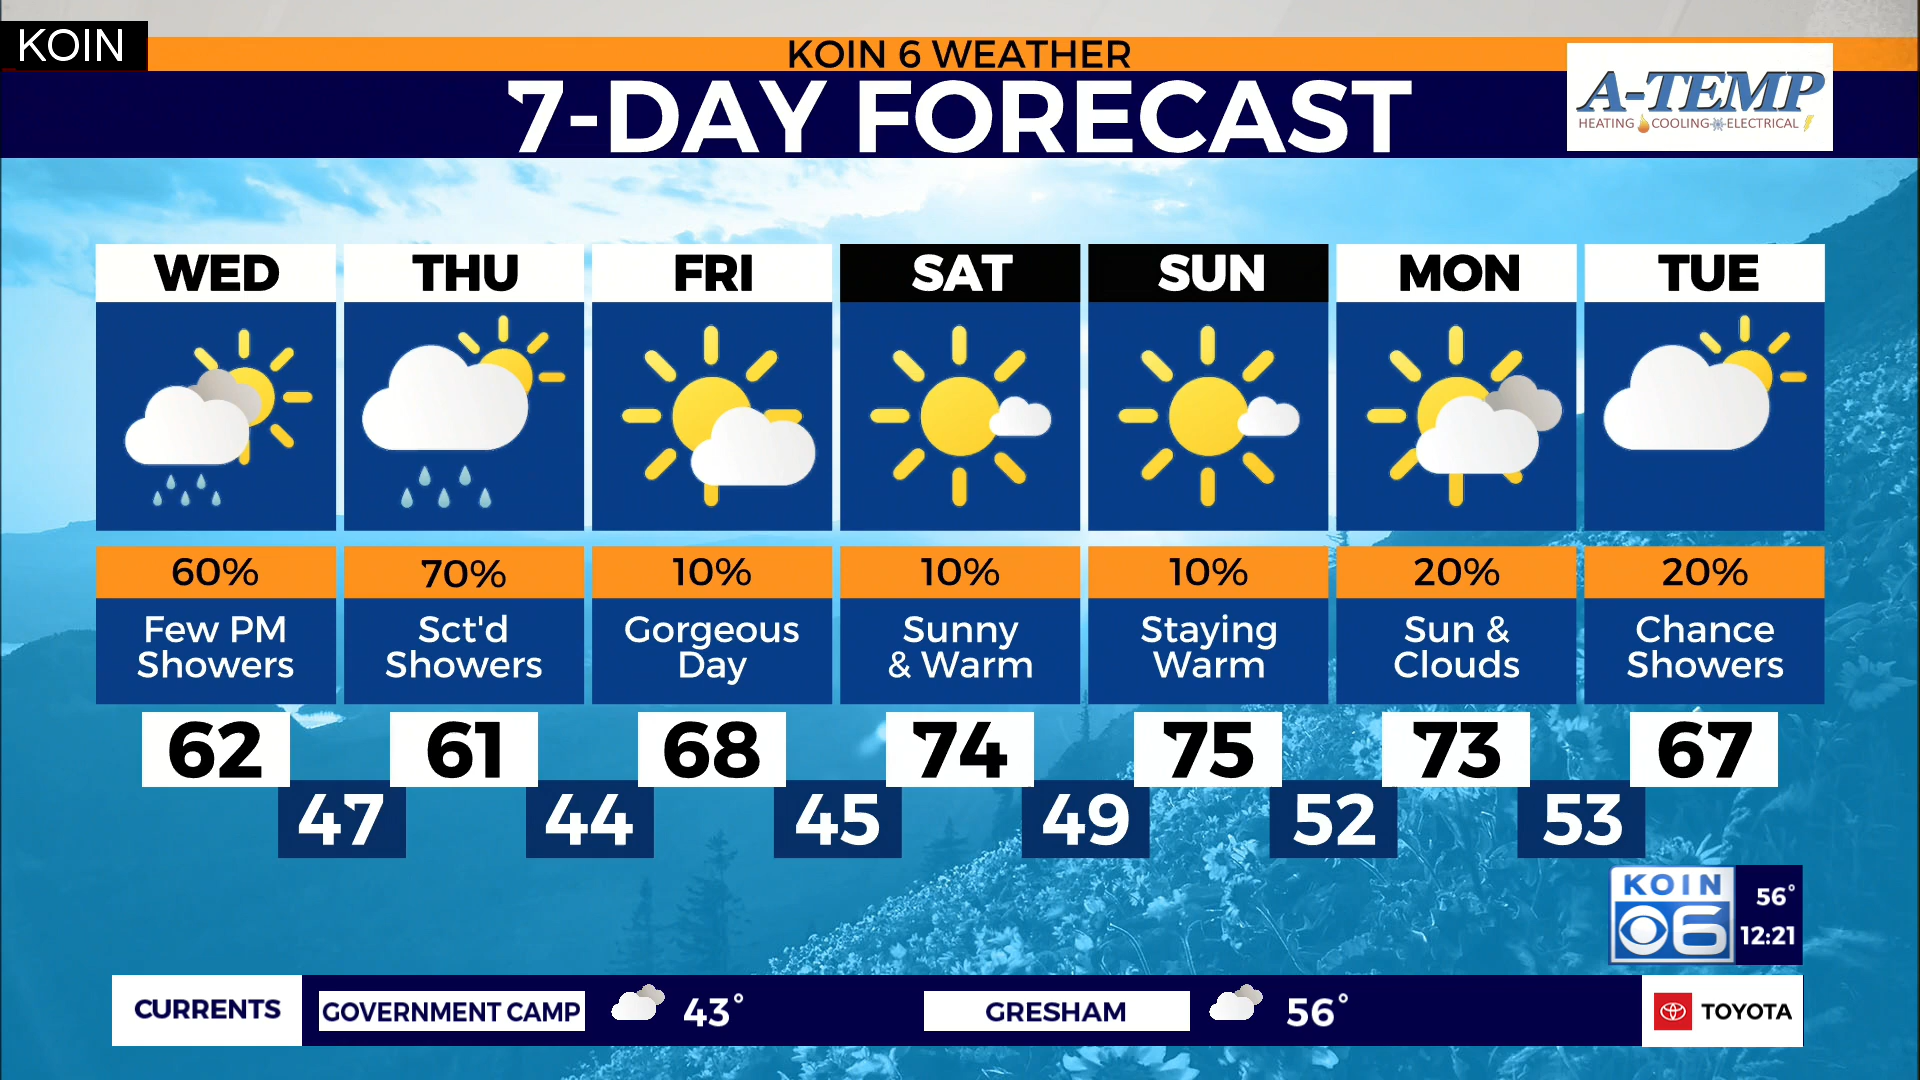 KOIN
KOIN 6 WEATHER
7-DAY FORECAST
A-TEMP
HEATING COOLING ELECTRICAL
WED THU FRI SAT SUN MON TUE
60% 70% 10% 10% 10% 20% 20%
Few PM Sct'd Gorgeous Sunny Staying Sun & Chance
Showers Showers Day & Warm Warm Clouds Showers
62 61 68 74 75 73 67
47 44 45 49 52 53
KOIN 56°
6 12:21
CURRENTS GOVERNMENT CAMP 43° GRESHAM 56° TOYOTA